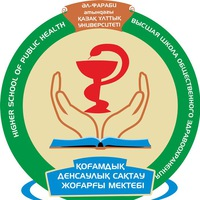 ӘЛ-ФАРАБИ
атындағы
ҚАЗАҚ ҰЛТТЫҚ
УНИВЕРСИТЕТІ
HIGHER SCHOOL OF PUBLIC HEALTH
ВЫСШАЯ ШКОЛА ОБЩЕСТВЕННОГО ЗДРАВООХРАНЕНИЯ
ҚОҒАМДЫҚ
ДЕНСАУЛЫҚ САҚТАУ
ЖОҒАРҒЫ МЕКТЕБІ